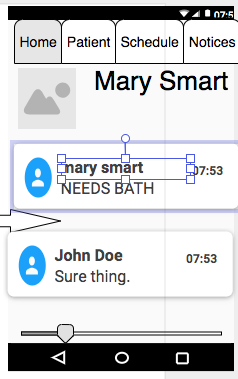 07:5
Home Patient Schedule Notices
Mary Smart
mary smart 07:53
NEEDS BATH
John Doe 07:53
Sure thing.